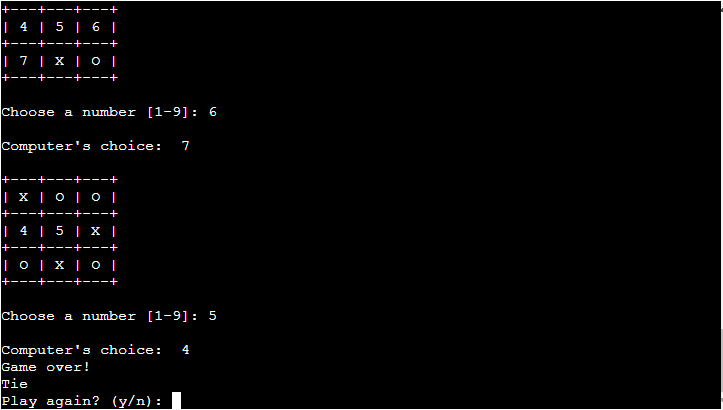 +---+---+---+
| 4 | 5 | 6 |
+---+---+---+
| 7 | X | O |
+---+---+---+
Choose a number [1-9]: 6
Computer's choice:  7
+---+---+---+
| X | O | O |
+---+---+---+
| 4 | 5 | X |
+---+---+---+
| O | X | O |
+---+---+---+
Choose a number [1-9]: 5
Computer's choice:  4
Game over!
Tie
Play again? (y/n):